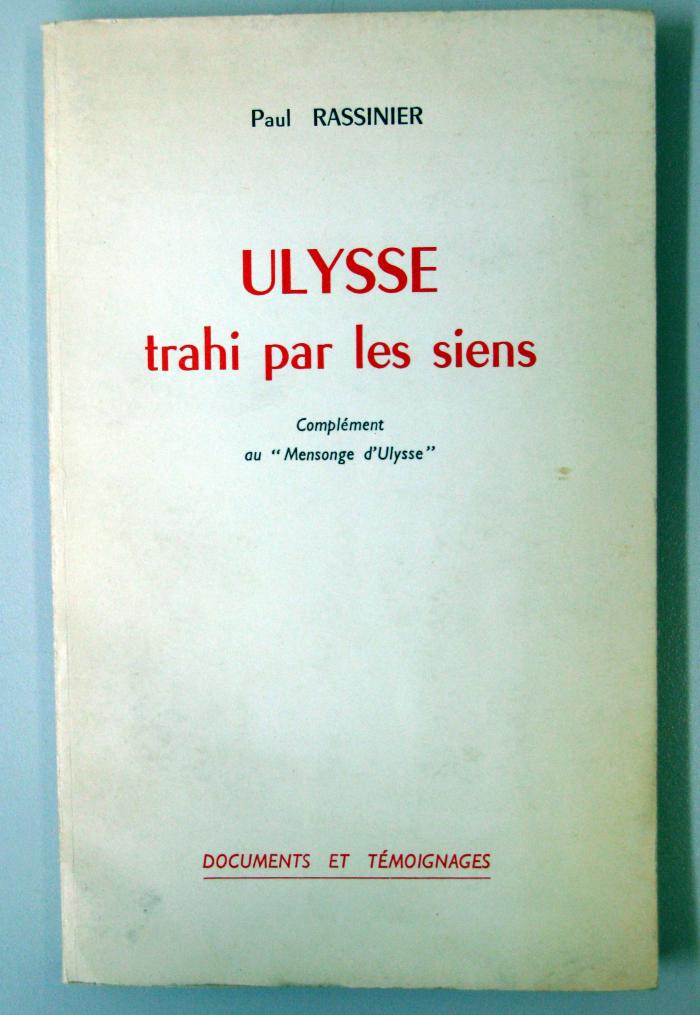 Paul RASSINIER
ULYSSE
trahi par les siens
Complément
au "Mensonge d'Ulysse"
DOCUMENTS ET TÉMOIGNAGES